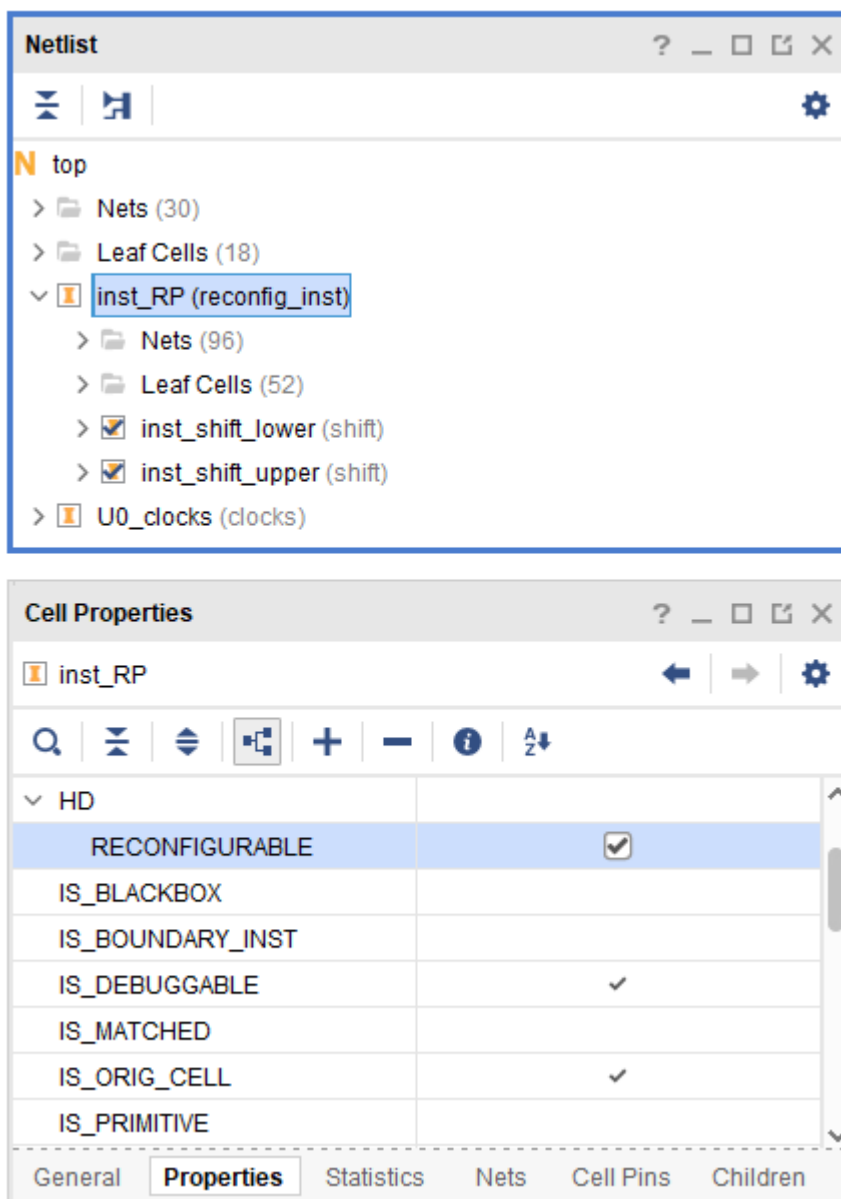 Netlist
N top
Nets (30)
Leaf Cells (18)
inst_RP (reconfig_inst)
Nets (96)
Leaf Cells (52)
inst_shift_lower (shift)
inst_shift_upper (shift)
U0_clocks (clocks)
Cell Properties
inst_RP
HD
RECONFIGURABLE
IS_BLACKBOX
IS_BOUNDARY_INST
IS_DEBUGGABLE
IS_MATCHED
IS_ORIG_CELL
IS_PRIMITIVE
General Properties Statistics Nets Cell Pins Children